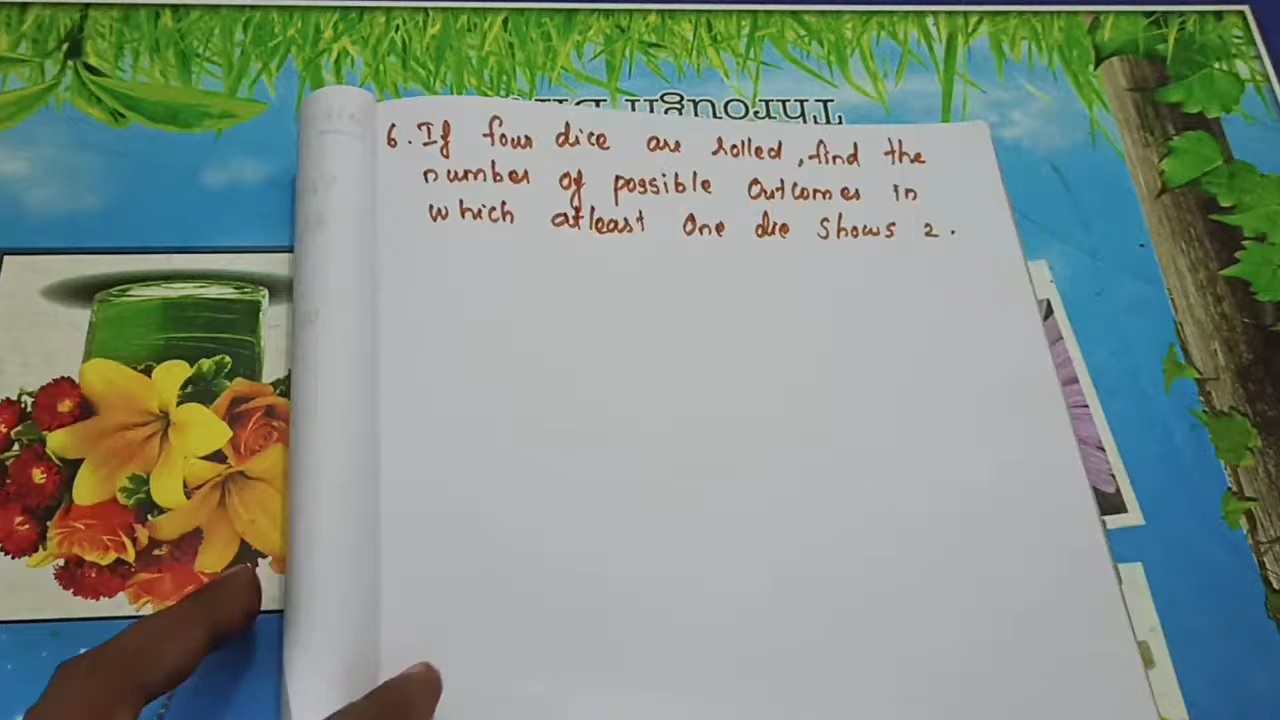 Through
6. If four dice are rolled, find the
number of possible outcomes in
which atleast one die shows 2.